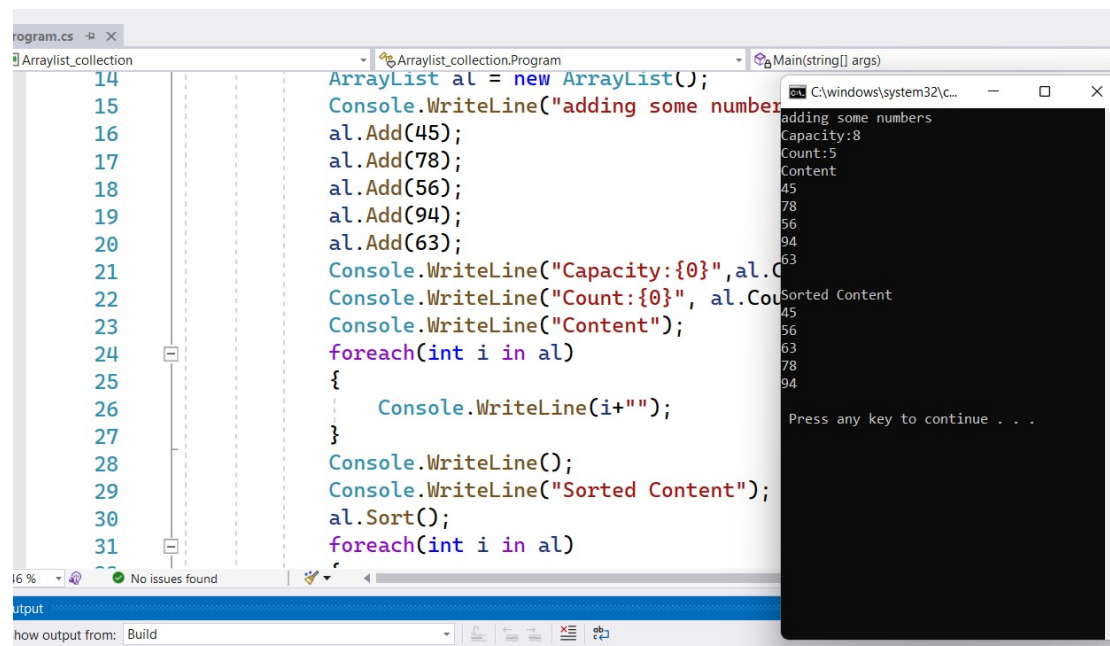 rogram.cs
Arraylist_collection
Arraylist_collection.Program
Main(string[] args)
14 ArrayList al = new ArrayList();
15 Console.WriteLine("adding some number
16 al.Add(45);
17 al.Add(78);
18 al.Add(56);
19 al.Add(94);
20 al.Add(63);
21 Console.WriteLine("Capacity:{0}",al.C
22 Console.WriteLine("Count:{0}", al.Cou
23 Console.WriteLine("Content");
24 foreach(int i in al)
25 {
26 Console.WriteLine(i+"");
27 }
28 Console.WriteLine();
29 Console.WriteLine("Sorted Content");
30 al.Sort();
31 foreach(int i in al)
No issues found
utput
how output from: Build
C:\windows\system32\c...
adding some numbers
Capacity:8
Count:5
Content
45
78
56
94
63
Sorted Content
45
56
63
78
94
Press any key to continue . . .